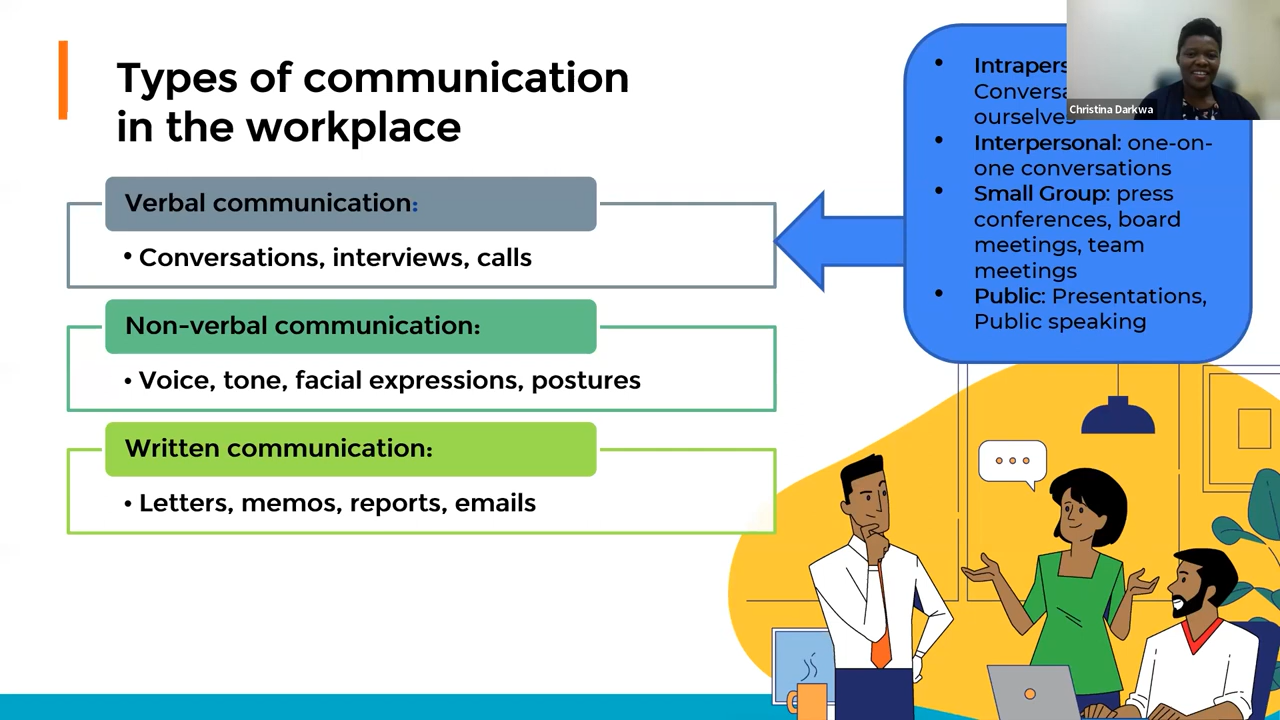 Types of communication
in the workplace
Verbal communication:
• Conversations, interviews, calls
Non-verbal communication:
• Voice, tone, facial expressions, postures
Written communication:
• Letters, memos, reports, emails
•
ourselves
• Interpersonal: one-on-
one conversations
• Small Group: press
conferences, board
meetings, team
meetings
• Public: Presentations,
Public speaking
Christina Darkwa